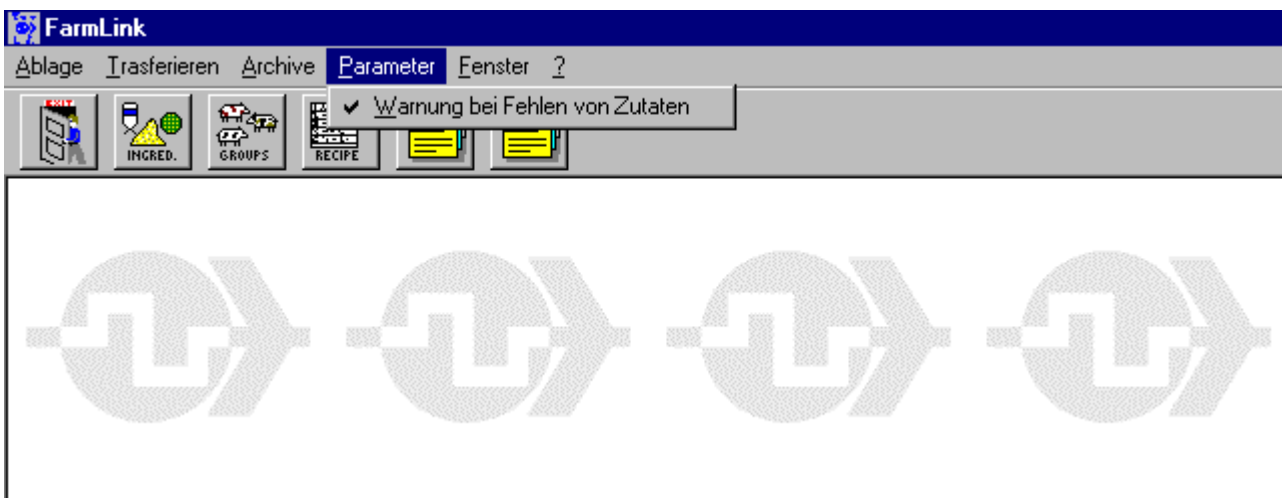 FarmLink
Ablage Trasferieren Archive Parameter Fenster ?
Warnung bei Fehlen von Zutaten
EXIT
INGRED. GROUPS RECIPE